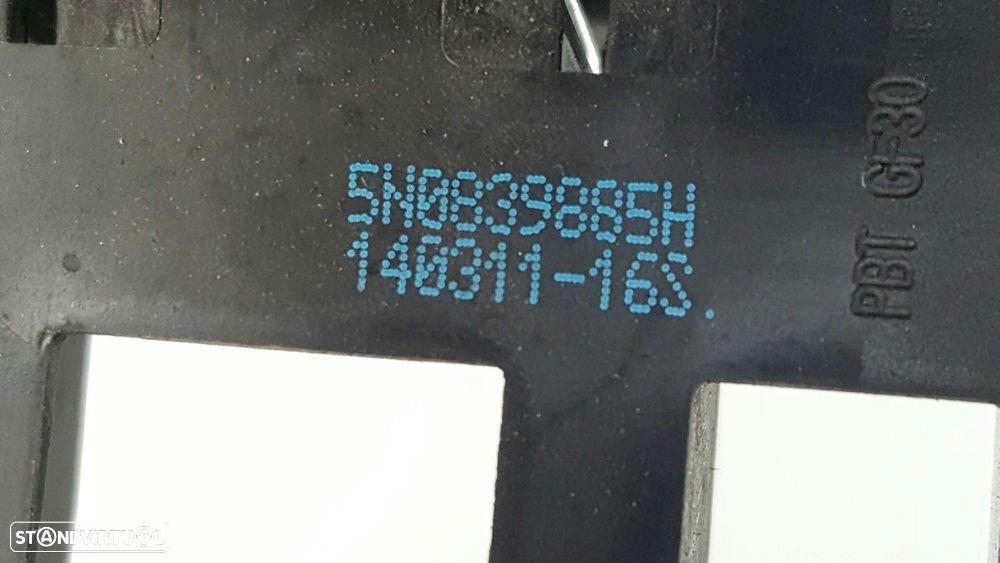 5N0839885H
140311-16S.
PBT GF30
STANDVIRTUAL